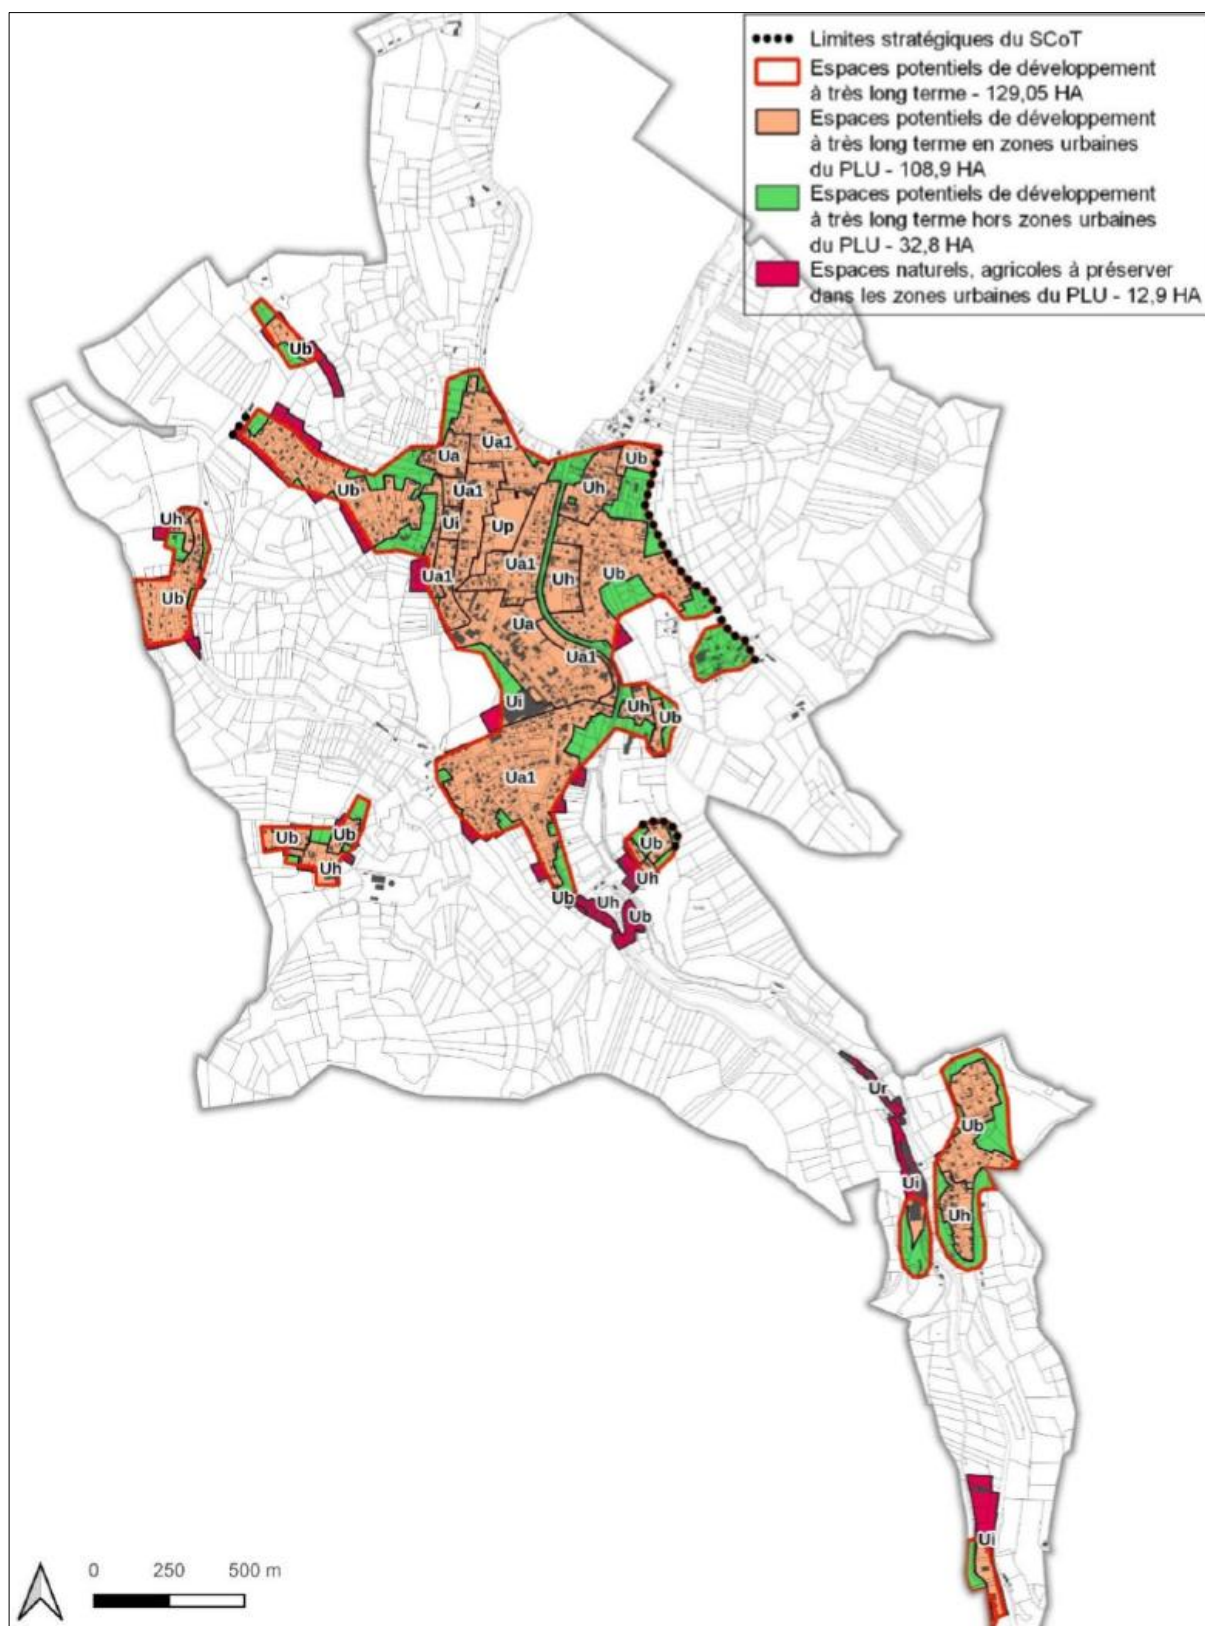 Limites stratégiques du SCoT
Espaces potentiels de développement
à très long terme - 129,05 HA
Espaces potentiels de développement
à très long terme en zones urbaines
du PLU - 108,9 HA
Espaces potentiels de développement
à très long terme hors zones urbaines
du PLU - 32,8 HA
Espaces naturels, agricoles à préserver
dans les zones urbaines du PLU - 12,9 HA
Ub
Ua1
Ua
Ub
Ub
Ua1
Uh
Uh
Ui
Up
Ua1
Ua1
Uh
Ub
Ub
Ua
Ua1
Ui
Uh
Ub
Ua1
Ub
Ub
Ub
Uh
Uh
Ub
Uh
Ub
Ur
Ub
Ui
Uh
Ui
0 250 500 m